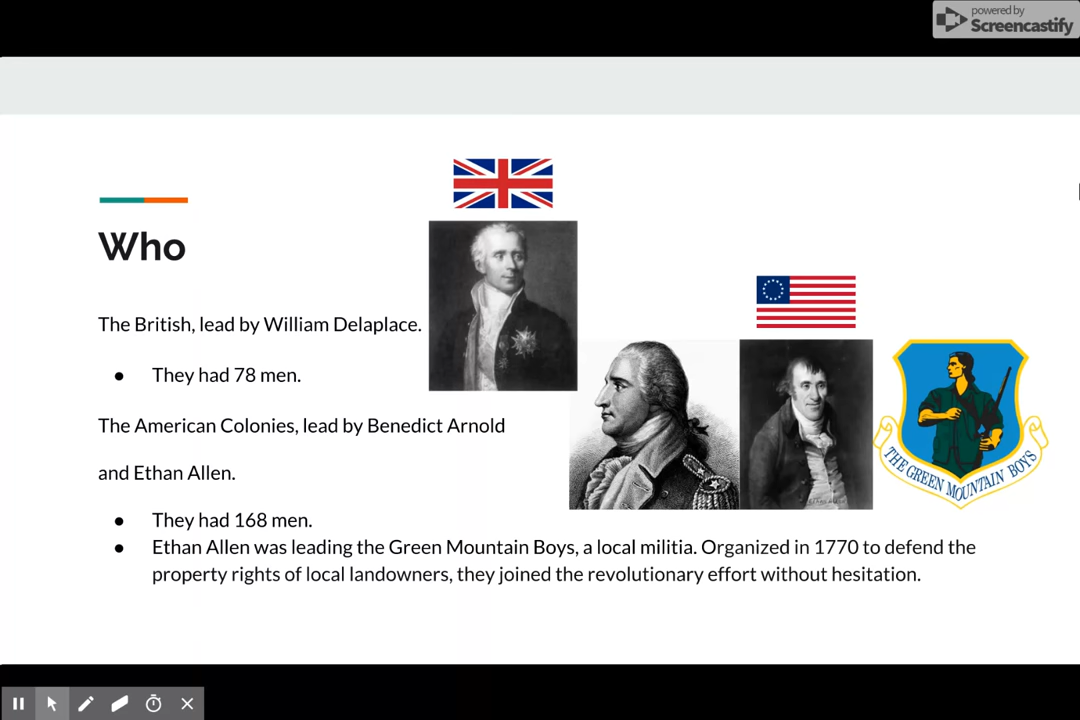 powered by
Screencastify
Who
The British, lead by William Delaplace.
● They had 78 men.
The American Colonies, lead by Benedict Arnold
and Ethan Allen.
● They had 168 men.
● Ethan Allen was leading the Green Mountain Boys, a local militia. Organized in 1770 to defend the
property rights of local landowners, they joined the revolutionary effort without hesitation.
THE GREEN MOUNTAIN BOYS